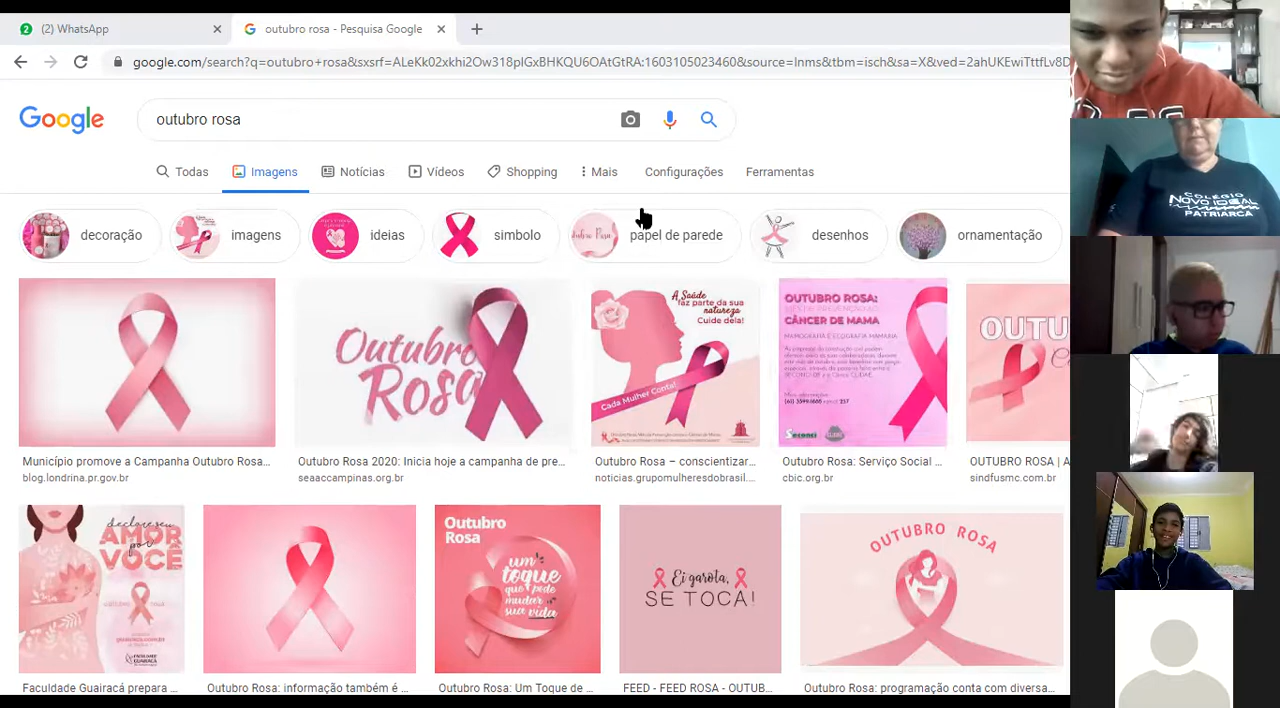 (2) WhatsApp
outubro rosa - Pesquisa Google
google.com/search?q=outubro+rosa&sxsrf=ALeKk02xkhi2Ow318pIGxBHKQU6OAtGtRA:1603105023460&source=lnms&tbm=isch&sa=X&ved=2ahUKEwiTttfLv8D
Google
outubro rosa
Todas
Imagens
Notícias
Vídeos
Shopping
Mais
Configurações
Ferramentas
decoração
imagens
ideias
simbolo
papel de parede
desenhos
ornamentação
Outubro
Rosa
A Saúde
faz parte da sua
natureza
Cuide dela!
Cada Mulher Conta!
OUTUBRO ROSA:
CÂNCER DE MAMA
Seconci
OUTU
Município promove a Campanha Outubro Rosa...
blog.londrina.pr.gov.br
Outubro Rosa 2020: Inicia hoje a campanha de pre...
seaaccampinas.org.br
Outubro Rosa – conscientizar...
noticias.grupomulheresdobrasil....
Outubro Rosa: Serviço Social ...
cbic.org.br
OUTUBRO ROSA | A
sindfusmc.com.br
declare seu
AMOR
por
VOCÊ
FACULDADE
GUAIRACÁ
Outubro
Rosa
um
toque
que pode
mudar
sua vida
Ei garota,
SE TOCA!
OUTUBRO ROSA
Faculdade Guairacá prepara ...
Outubro Rosa: informação também é ...
Outubro Rosa: Um Toque de ...
FEED - FEED ROSA - OUTUB...
Outubro Rosa: programação conta com diversa...
COLÉGIO
NOVO IDEAL
PATRIARCA